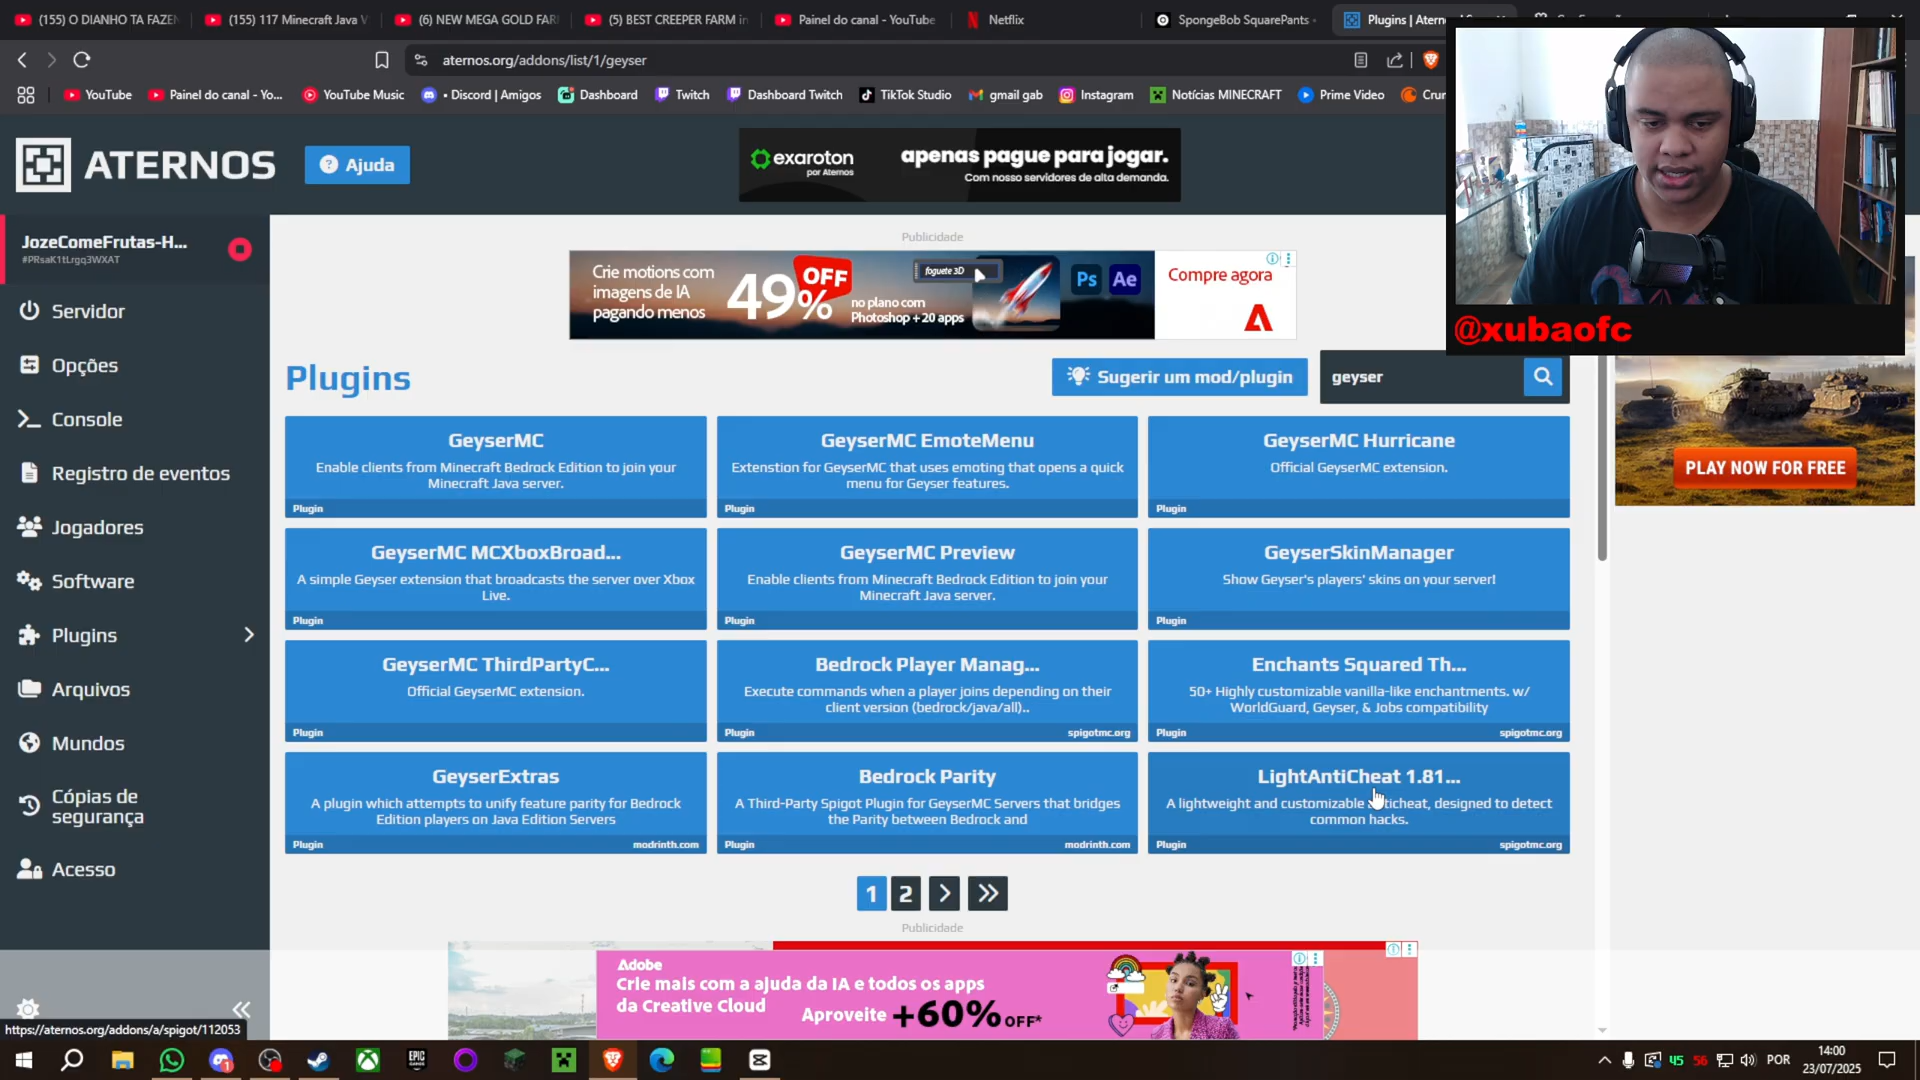 (155) O DIANHO TA FAZEN
(155) 117 Minecraft Java V
(6) NEW MEGA GOLD FAR
(5) BEST CREEPER FARM in
Painel do canal - YouTube
Netflix
SpongeBob SquarePants -
Plugins | Atern
aternos.org/addons/list/1/geyser
YouTube
Painel do canal - Yo...
YouTube Music
• Discord | Amigos
Dashboard
Twitch
Dashboard Twitch
TikTok Studio
gmail gab
Instagram
Notícias MINECRAFT
Prime Video
Crun
ATERNOS
Ajuda
exaroton
por Aternos
apenas pague para jogar.
Com nosso servidores de alta demanda.
JozeComeFrutas-H...
#PRsaK1tLrgq3WXAT
Servidor
Opções
Console
Registro de eventos
Jogadores
Software
Plugins
Arquivos
Mundos
Cópias de
segurança
Acesso
Publicidade
Crie motions com
imagens de IA
pagando menos
49%
OFF
no plano com
Photoshop + 20 apps
foguete 3D
Ps
Ae
Compre agora
@xubaofc
Plugins
Sugerir um mod/plugin
geyser
GeyserMC
Enable clients from Minecraft Bedrock Edition to join your
Minecraft Java server.
Plugin
GeyserMC EmoteMenu
Extenstion for GeyserMC that uses emoting that opens a quick
menu for Geyser features.
Plugin
GeyserMC Hurricane
Official GeyserMC extension.
Plugin
GeyserMC MCXboxBroad...
A simple Geyser extension that broadcasts the server over Xbox
Live.
Plugin
GeyserMC Preview
Enable clients from Minecraft Bedrock Edition to join your
Minecraft Java server.
Plugin
GeyserSkinManager
Show Geyser's players' skins on your server!
Plugin
GeyserMC ThirdPartyC...
Official GeyserMC extension.
Plugin
Bedrock Player Manag...
Execute commands when a player joins depending on their
client version (bedrock/java/all)..
Plugin
spigotmc.org
Enchants Squared Th...
50+ Highly customizable vanilla-like enchantments. w/
WorldGuard, Geyser, & Jobs compatibility
Plugin
spigotmc.org
GeyserExtras
A plugin which attempts to unify feature parity for Bedrock
Edition players on Java Edition Servers
Plugin
modrinth.com
Bedrock Parity
A Third-Party Spigot Plugin for GeyserMC Servers that bridges
the Parity between Bedrock and
Plugin
modrinth.com
LightAntiCheat 1.81...
A lightweight and customizable anticheat, designed to detect
common hacks.
Plugin
spigotmc.org
PLAY NOW FOR FREE
1
2
Publicidade
Adobe
Crie mais com a ajuda da IA e todos os apps
da Creative Cloud
Aproveite +60% OFF*
https://aternos.org/addons/a/spigot/112053
EPIC
45
56
POR
14:00
23/07/2025